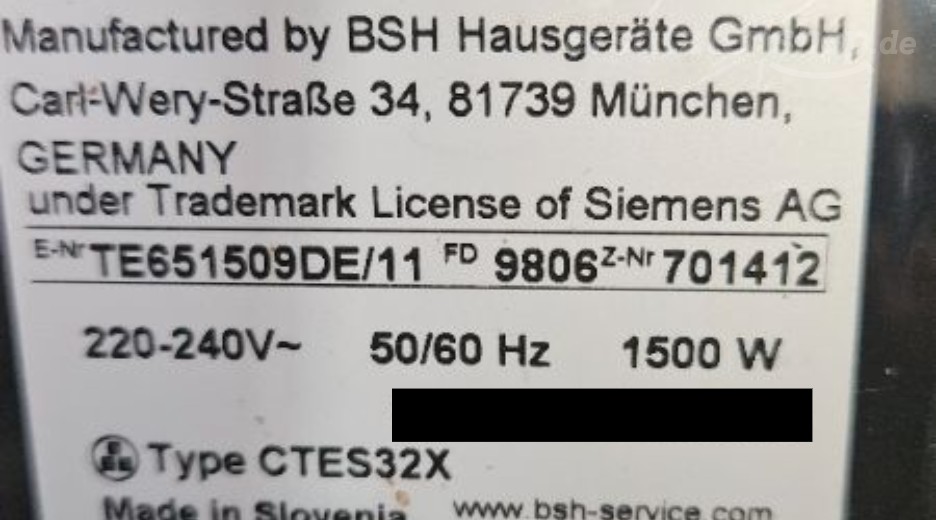 Manufactured by BSH Hausgeräte GmbH,
Carl-Wery-Straße 34, 81739 München,
GERMANY
under Trademark License of Siemens AG
E-Nr TE651509DE/11 FD 9806 Z-Nr 701412
220-240V~ 50/60 Hz 1500 W
Type CTES32X
Made in Slovenia www.bsh-service.com